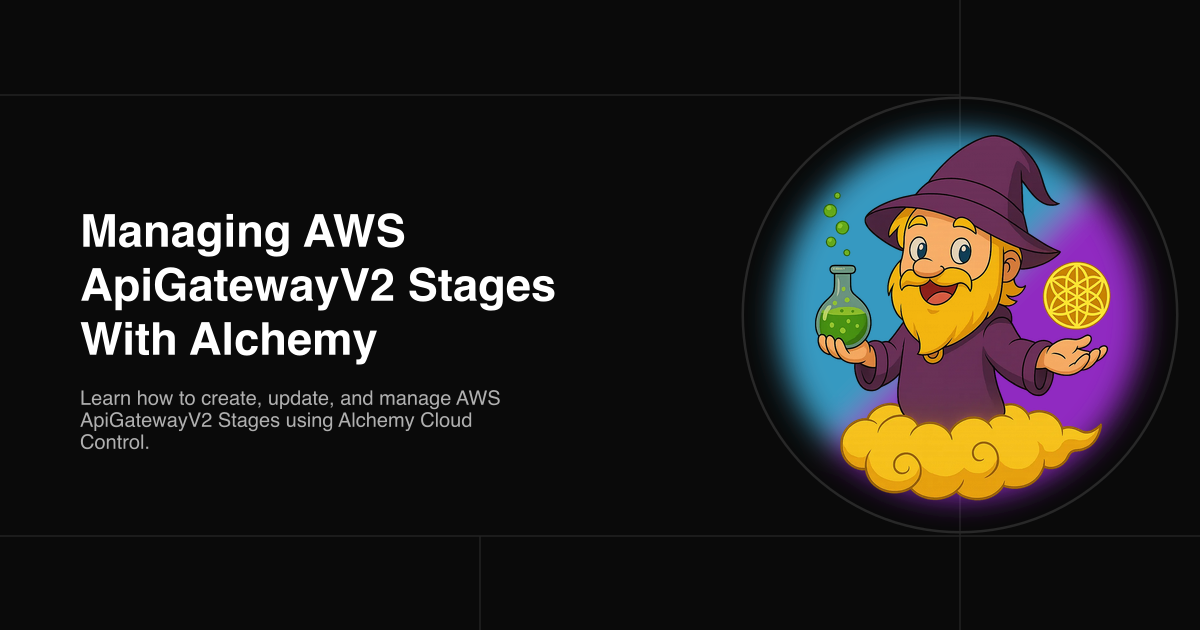 Managing AWS
ApiGatewayV2 Stages
With Alchemy
Learn how to create, update, and manage AWS
ApiGatewayV2 Stages using Alchemy Cloud
Control.